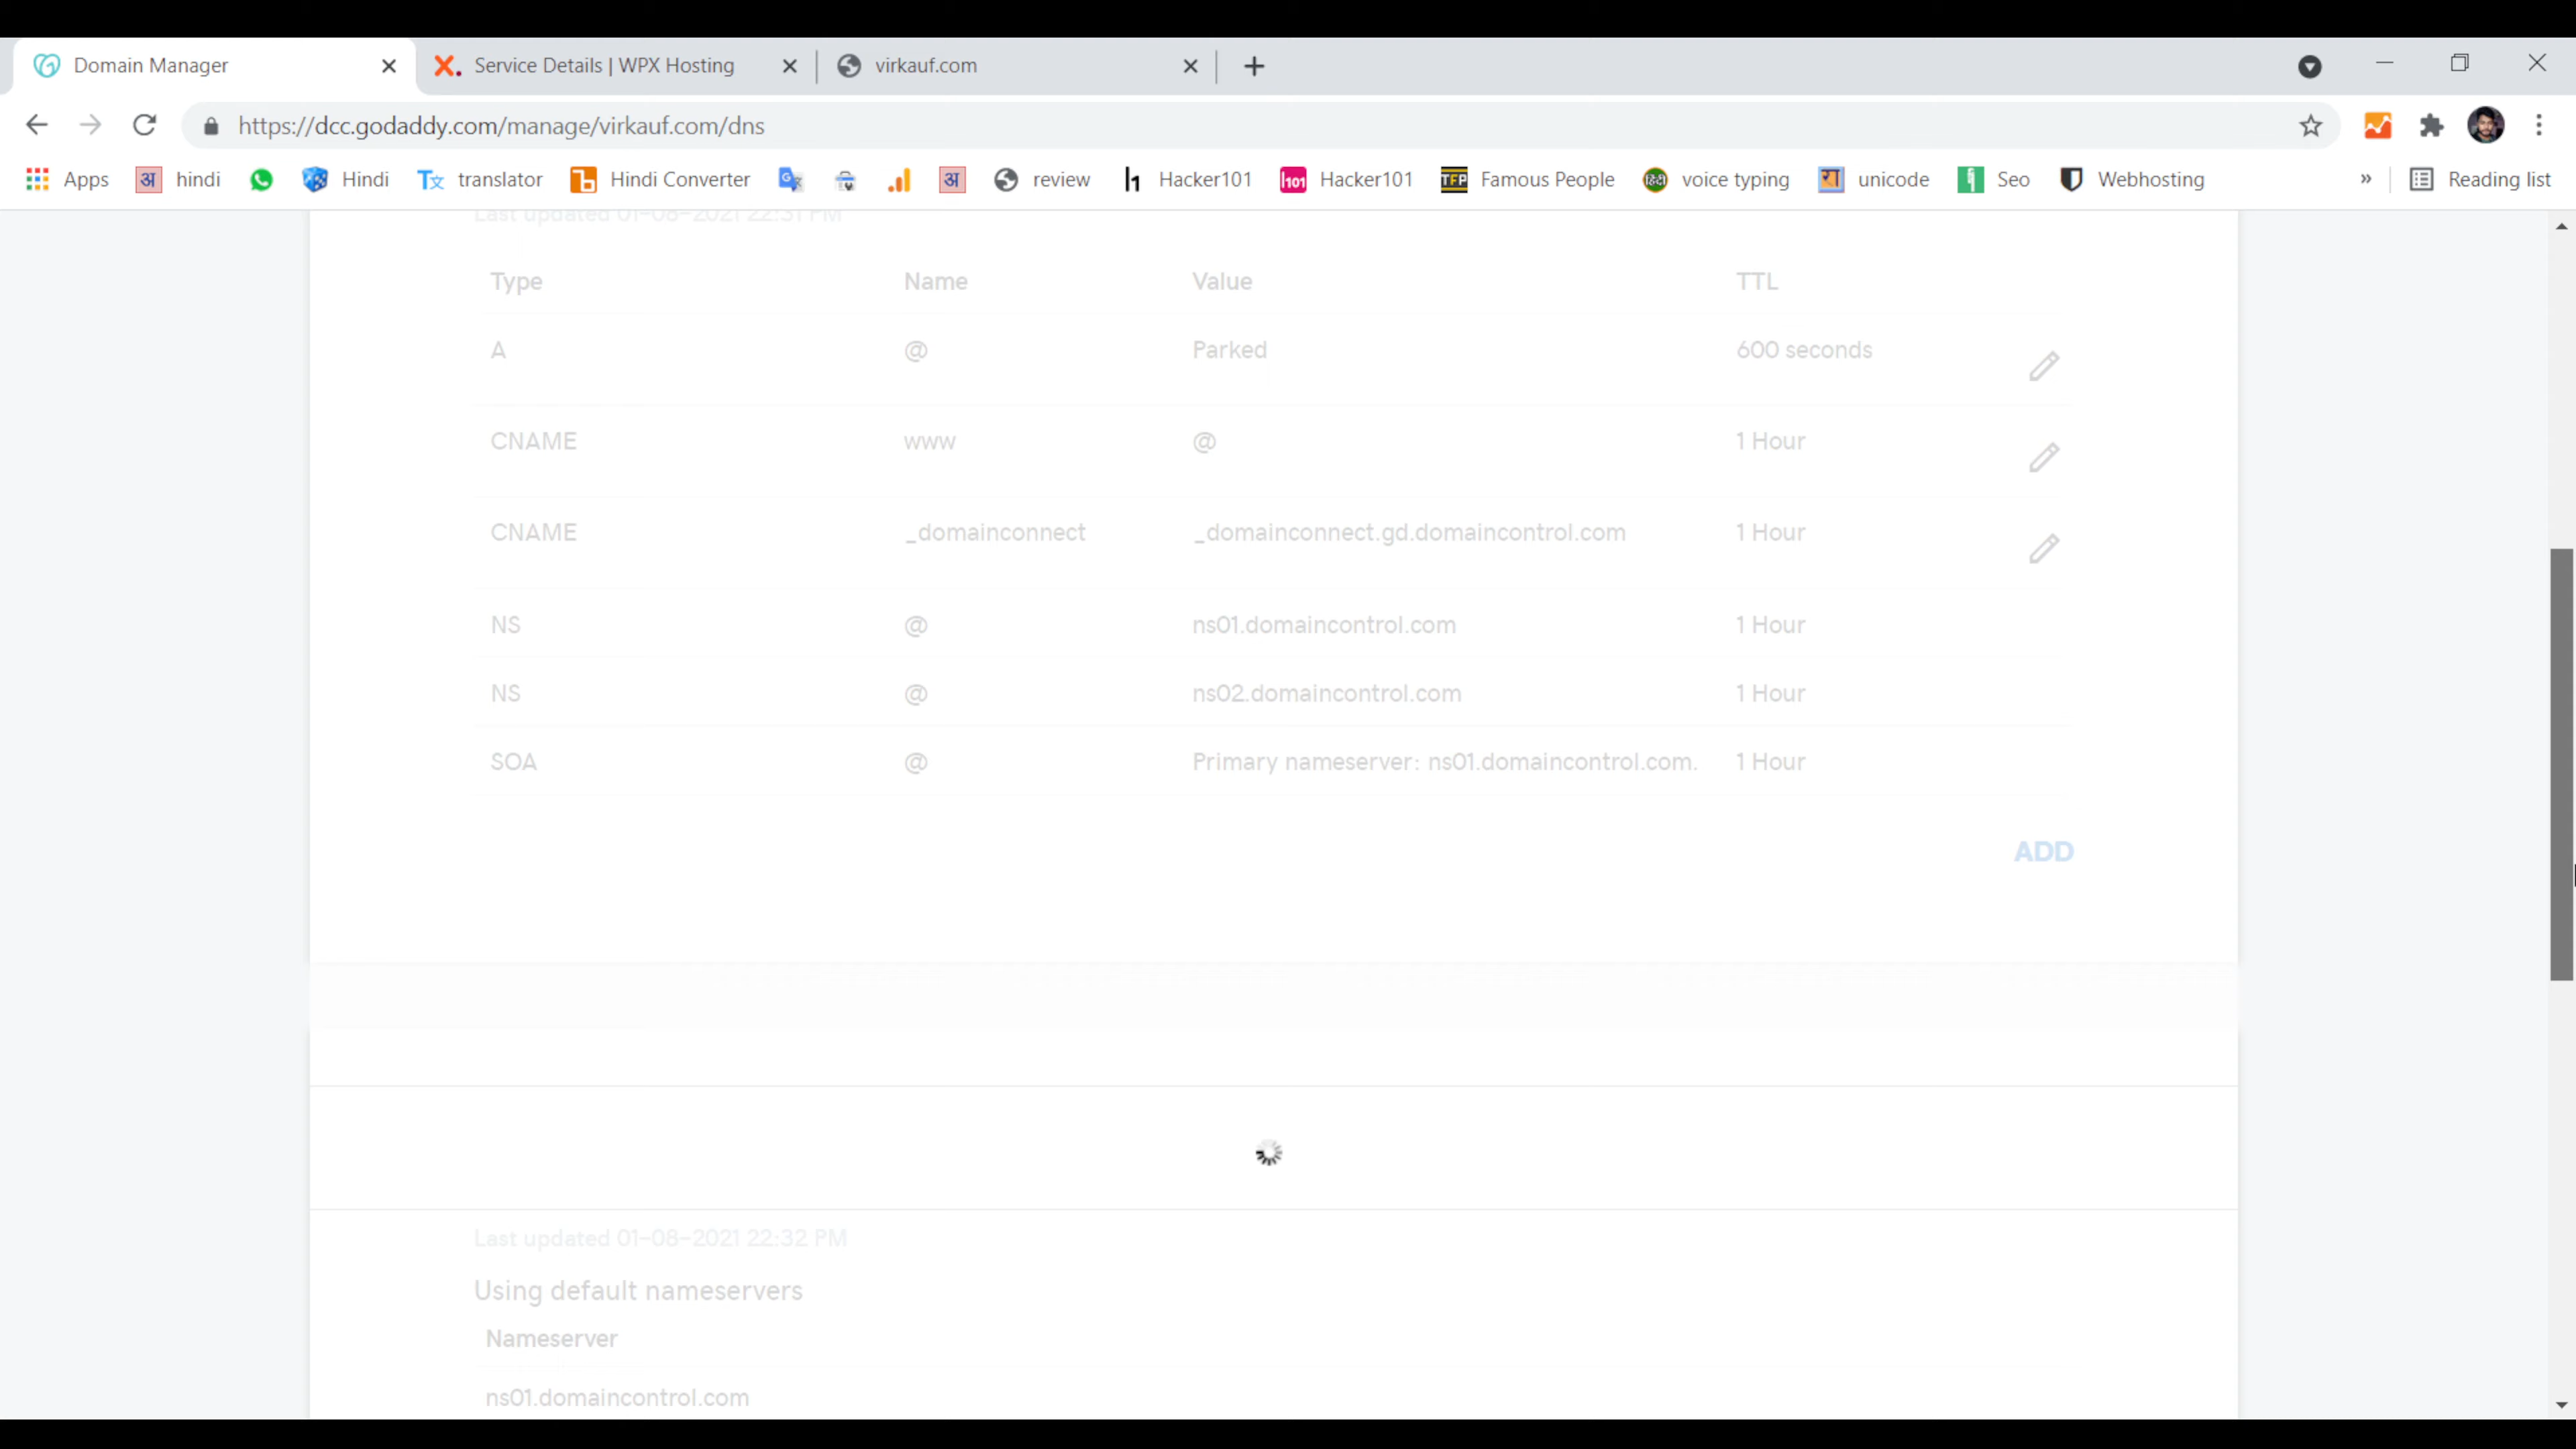 Domain Manager
Service Details | WPX Hosting
virkauf.com
https://dcc.godaddy.com/manage/virkauf.com/dns
Apps
अ hindi
Hindi
translator
Hindi Converter
अ
review
h1 Hacker101
h101 Hacker101
TFP Famous People
voice typing
unicode
Seo
Webhosting
»
Reading list
Last updated 01-08-2021 22:31 PM
Type Name Value TTL
A @ Parked 600 seconds
CNAME www @ 1 Hour
CNAME _domainconnect _domainconnect.gd.domaincontrol.com 1 Hour
NS @ ns01.domaincontrol.com 1 Hour
NS @ ns02.domaincontrol.com 1 Hour
SOA @ Primary nameserver: ns01.domaincontrol.com. 1 Hour
ADD
Last updated 01-08-2021 22:32 PM
Using default nameservers
Nameserver
ns01.domaincontrol.com